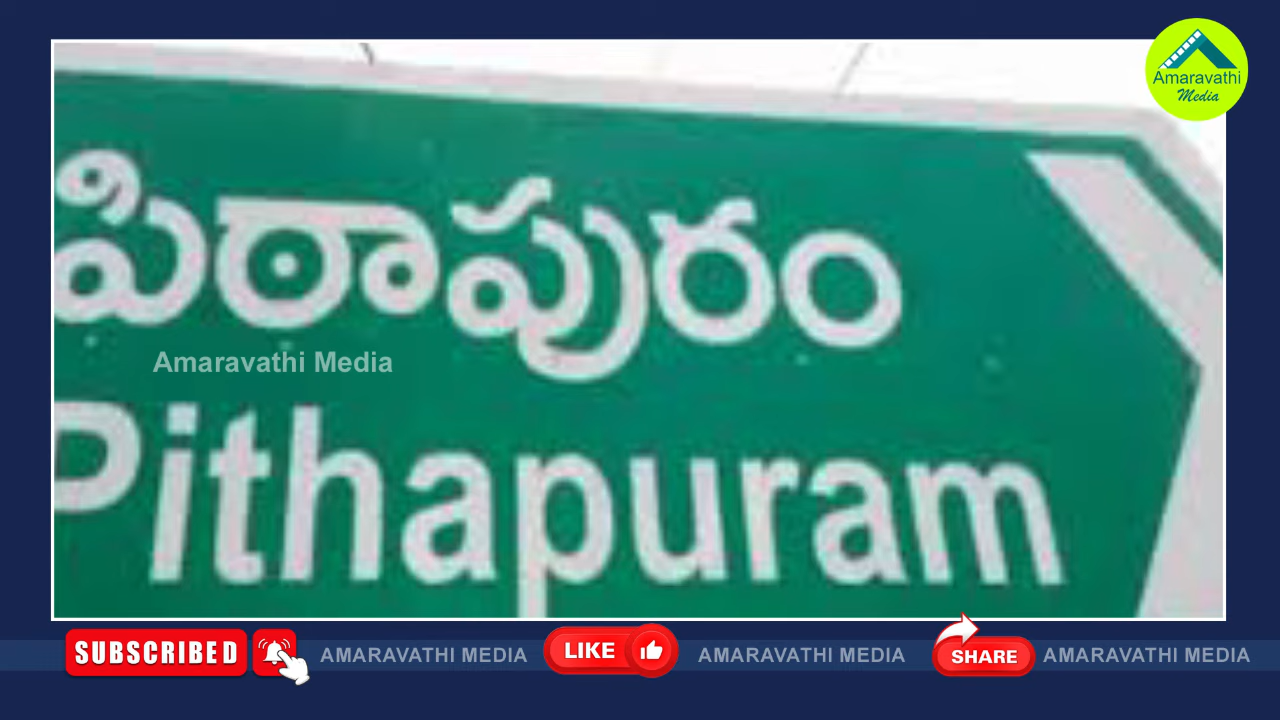 Amaravathi
Media
పిఠాపురం
Amaravathi Media
Pithapuram
SUBSCRIBED
AMARAVATHI MEDIA
LIKE
AMARAVATHI MEDIA
SHARE
AMARAVATHI MEDIA